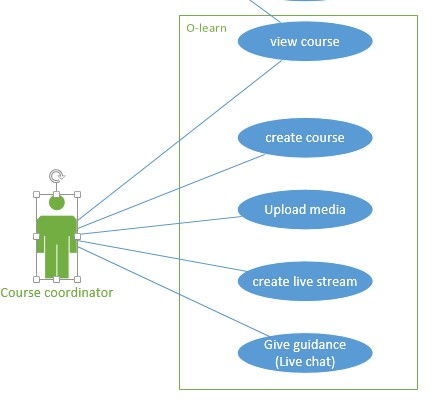 O-learn
view course
create course
Upload media
create live stream
Course coordinator
Give guidance
(Live chat)